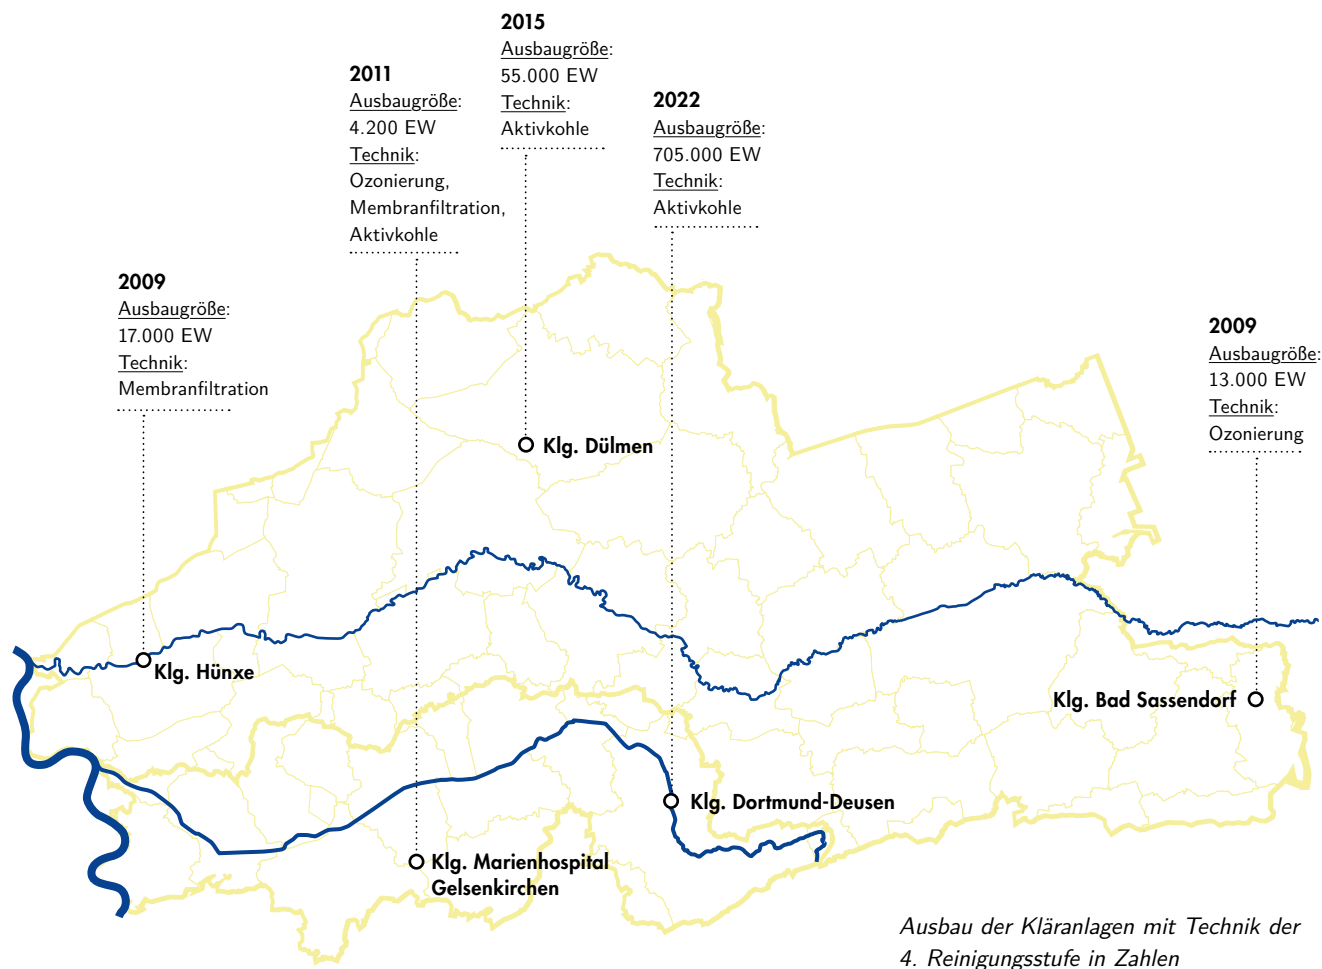 2015
Ausbaugröße:
55.000 EW
Technik:
Aktivkohle
2011
Ausbaugröße:
4.200 EW
Technik:
Ozonierung,
Membranfiltration,
Aktivkohle
2022
Ausbaugröße:
705.000 EW
Technik:
Aktivkohle
2009
Ausbaugröße:
17.000 EW
Technik:
Membranfiltration
2009
Ausbaugröße:
13.000 EW
Technik:
Ozonierung
Klg. Dülmen
Klg. Hünxe
Klg. Bad Sassendorf
Klg. Dortmund-Deusen
Klg. Marienhospital
Gelsenkirchen
Ausbau der Kläranlagen mit Technik der
4. Reinigungsstufe in Zahlen